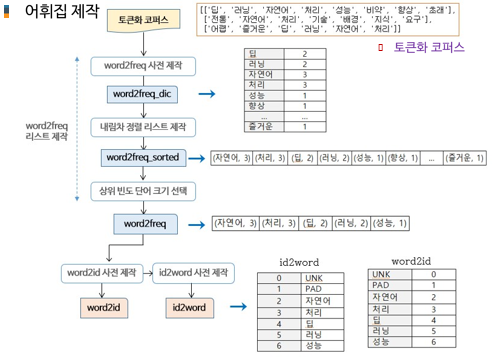 어휘집 제작
토큰화 코퍼스
[['딥', '러닝', '자연어', '처리', '성능', '비약', '향상', '초래'],
['전통', '자연어', '처리', '기술', '배경', '지식', '요구'],
['어렵', '즐거운', '딥', '러닝', '자연어', '처리']]
토큰화 코퍼스
word2freq 사전 제작
word2freq_dic
딥 2
러닝 2
자연어 3
처리 3
성능 1
향상 1
... ...
즐거운 1
word2freq
리스트 제작
내림차 정렬 리스트 제작
word2freq_sorted
(자연어, 3) (처리, 3) (딥, 2) (러닝, 2) (성능, 1) (향상, 1) ... (즐거운, 1)
상위 빈도 단어 크기 선택
word2freq
(자연어, 3) (처리, 3) (딥, 2) (러닝, 2) (성능, 1)
word2id 사전 제작
id2word 사전 제작
word2id
id2word
id2word
0 UNK
1 PAD
2 자연어
3 처리
4 딥
5 러닝
6 성능
word2id
UNK 0
PAD 1
자연어 2
처리 3
딥 4
러닝 5
성능 6